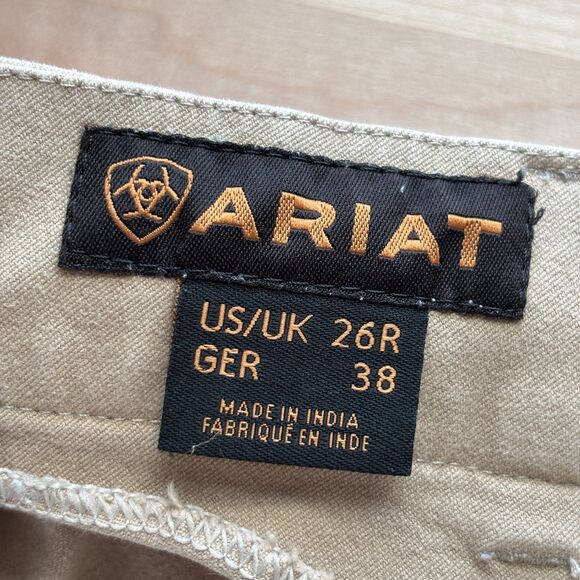 ARIAT
US/UK 26R
GER 38
MADE IN INDIA
FABRIQUÉ EN INDE